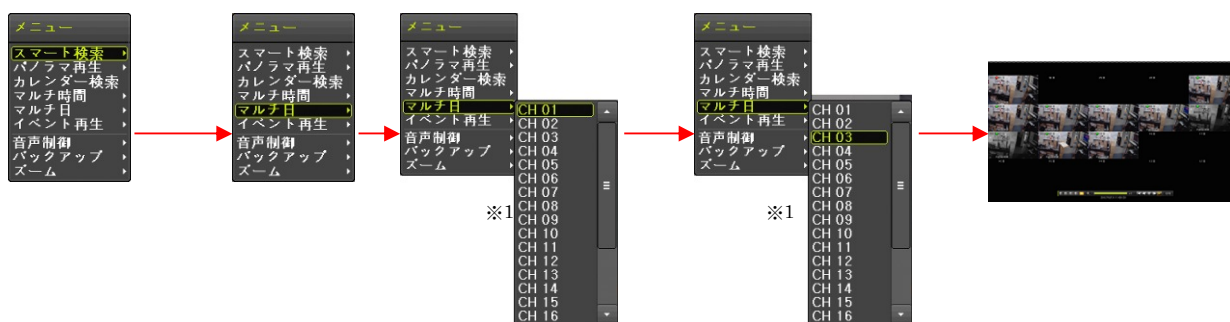 メニュー
スマート検索
パノラマ再生
カレンダー検索
マルチ時間
マルチ日
イベント再生
音声制御
バックアップ
ズーム
メニュー
スマート検索
パノラマ再生
カレンダー検索
マルチ時間
マルチ日
イベント再生
音声制御
バックアップ
ズーム
メニュー
スマート検索
パノラマ再生
カレンダー検索
マルチ時間
マルチ日
イベント再生
音声制御
バックアップ
ズーム
※1
CH 01
CH 02
CH 03
CH 04
CH 05
CH 06
CH 07
CH 08
CH 09
CH 10
CH 11
CH 12
CH 13
CH 14
CH 15
CH 16
メニュー
スマート検索
パノラマ再生
カレンダー検索
マルチ時間
マルチ日
イベント再生
音声制御
バックアップ
ズーム
※1
CH 01
CH 02
CH 03
CH 04
CH 05
CH 06
CH 07
CH 08
CH 09
CH 10
CH 11
CH 12
CH 13
CH 14
CH 15
CH 16